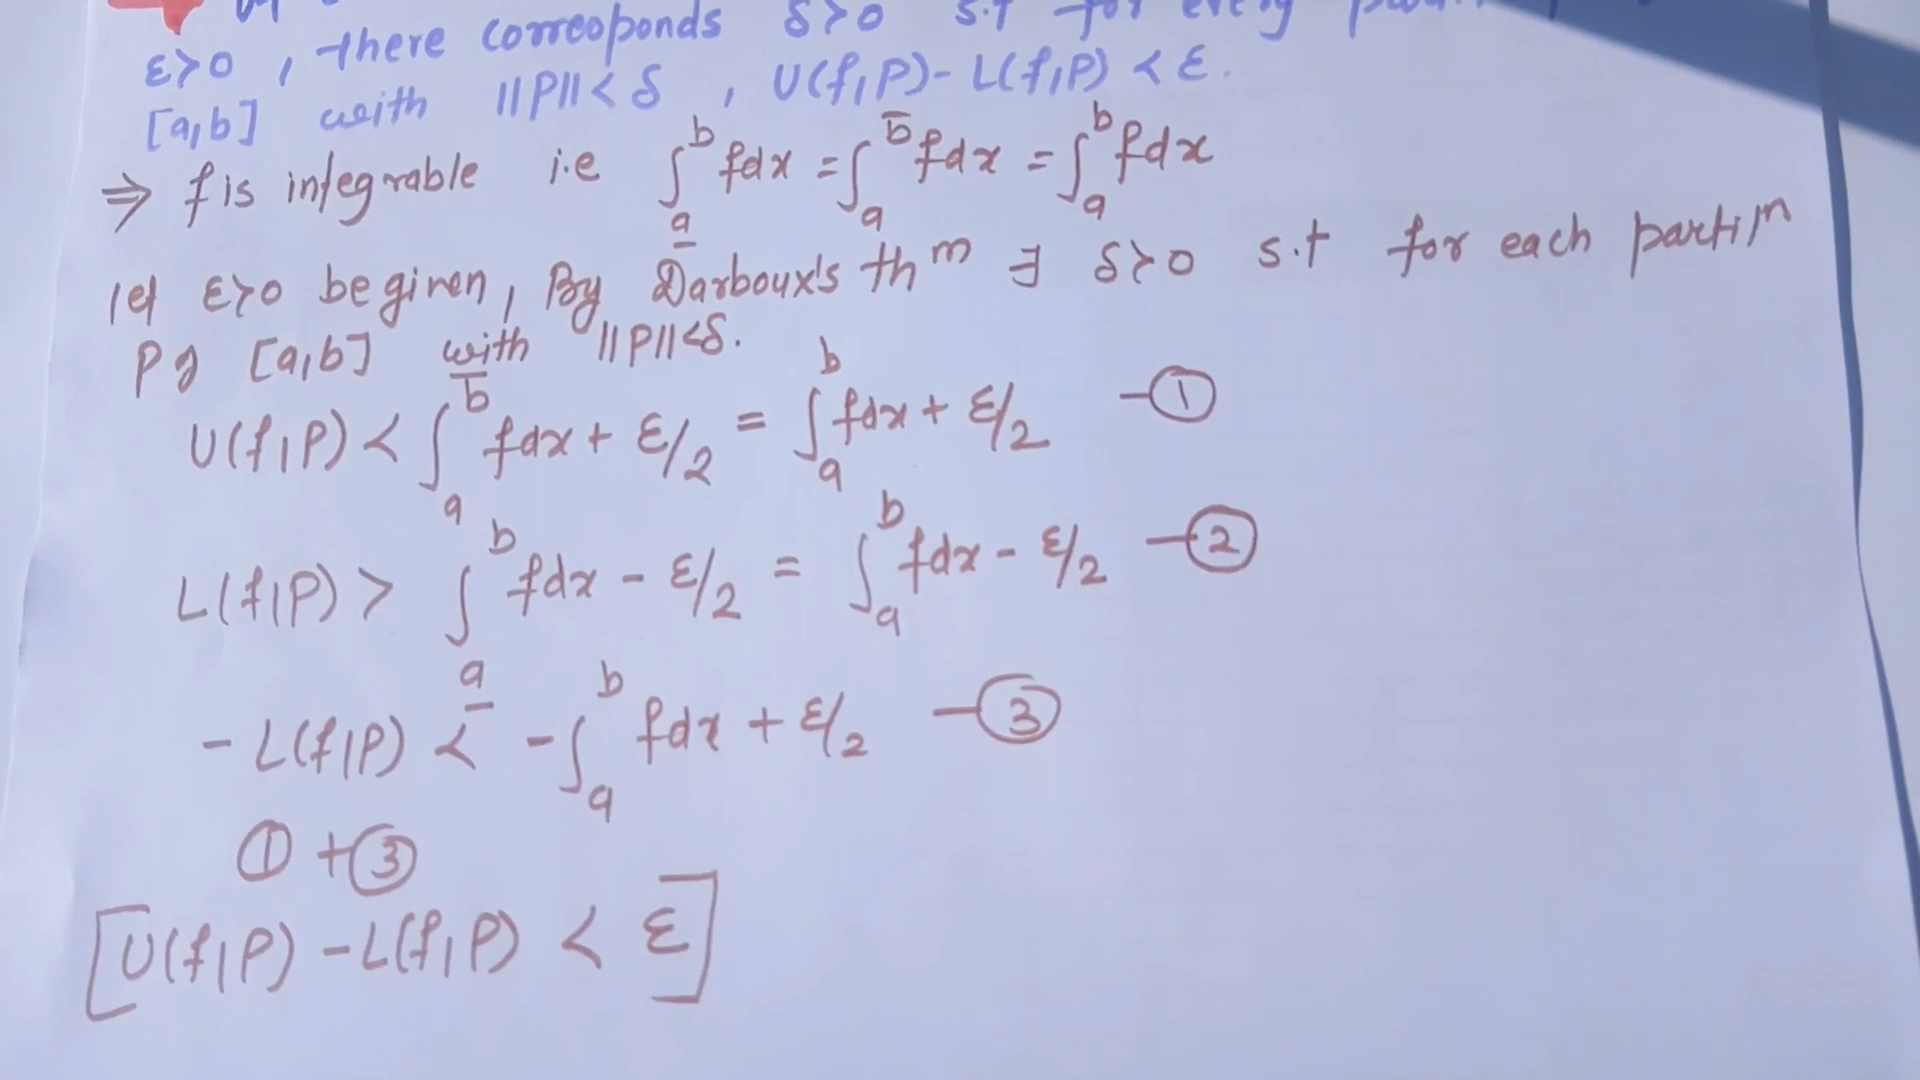 ε>0 , there corresponds δ>0 s.t for every
[a,b] with ||P||<δ , U(f,P)- L(f,P) < ε.
⇒ f is integrable i.e ∫_a̲^b fdx = ∫_a^b̅ fdx = ∫_a^b fdx
let ε>0 be given, By Darboux's thm ∃ δ>0 s.t for each partin
P of [a,b] with ||P||<δ.
U(f,P) < ∫_a^b̅ fdx + ε/2 = ∫_a^b fdx + ε/2 -①
L(f,P) > ∫_a̲^b fdx - ε/2 = ∫_a^b fdx - ε/2 -②
- L(f,P) < -∫_a^b fdx + ε/2 -③
① +③
[U(f,P) -L(f,P) < ε]